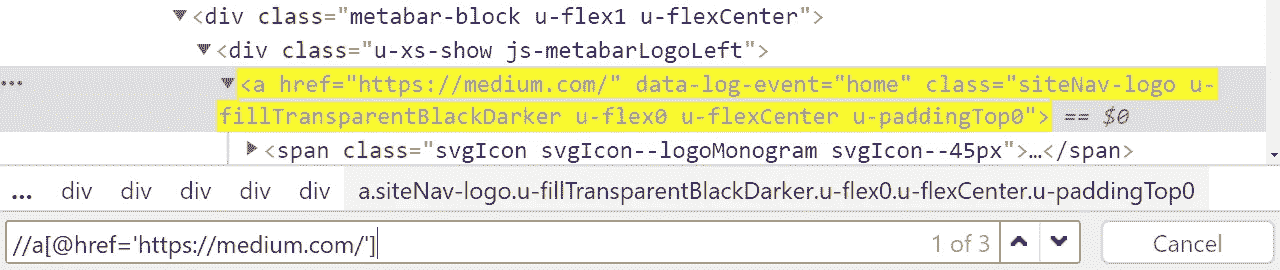 ▼<div class="metabar-block u-flex1 u-flexCenter">
▼<div class="u-xs-show js-metabarLogoLeft">
… ▼<a href="https://medium.com/" data-log-event="home" class="siteNav-logo u-
fillTransparentBlackDarker u-flex0 u-flexCenter u-paddingTop0"> == $0
▶<span class="svgIcon svgIcon--logoMonogram svgIcon--45px">…</span>
... div div div div div div a.siteNav-logo.u-fillTransparentBlackDarker.u-flex0.u-flexCenter.u-paddingTop0
//a[@href='https://medium.com/'] 1 of 3 Cancel